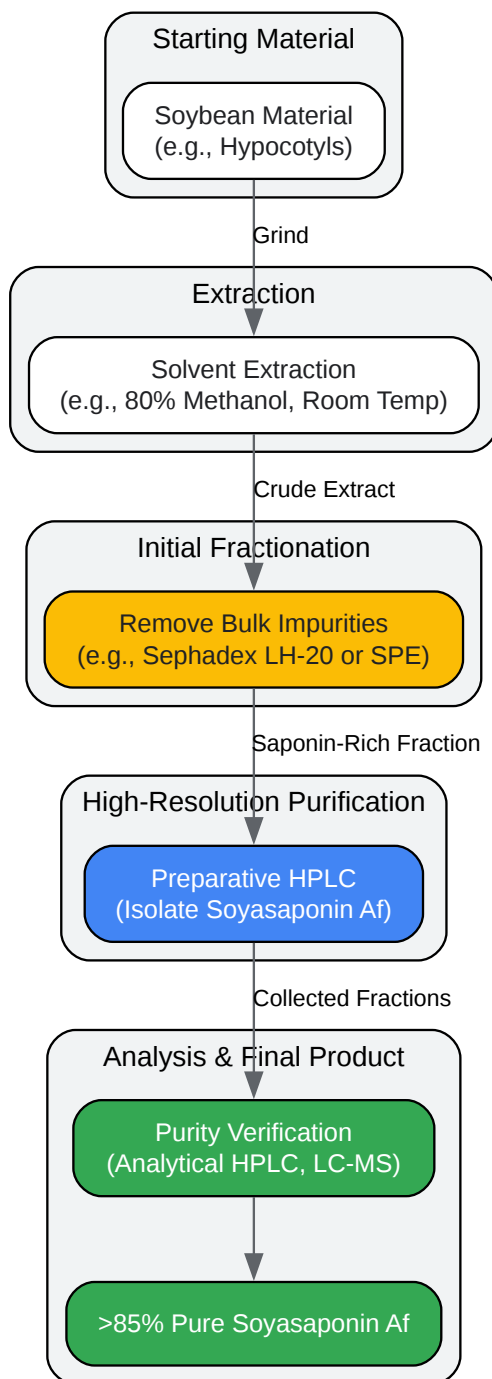 Starting Material
Soybean Material
(e.g., Hypocotyls)
Grind
Extraction
Solvent Extraction
(e.g., 80% Methanol, Room Temp)
Crude Extract
Initial Fractionation
Remove Bulk Impurities
(e.g., Sephadex LH-20 or SPE)
Saponin-Rich Fraction
High-Resolution Purification
Preparative HPLC
(Isolate Soyasaponin Af)
Collected Fractions
Analysis & Final Product
Purity Verification
(Analytical HPLC, LC-MS)
>85% Pure Soyasaponin Af